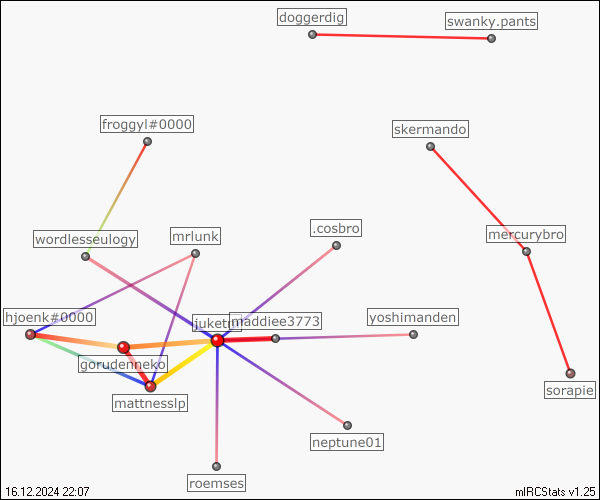 doggerdig
swanky.pants
froggyl#0000
skermando
wordlesseulogy
mrlunk
.cosbro
mercurybro
hjoenk#0000
maddiee3773
yoshimanden
gorudenneko
sorapie
mattnesslp
neptune01
roemses
16.12.2024 22:07
mIRCStats v1.25